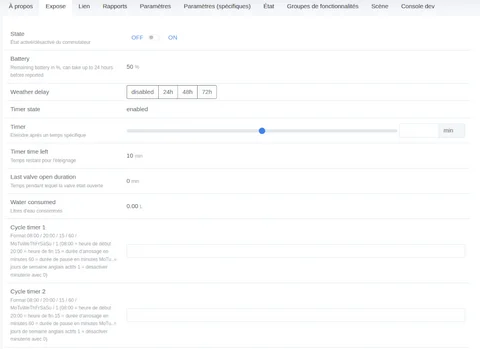 À propos Expose Lien Rapports Paramètres Paramètres (spécifiques) État Groupes de fonctionnalités Scène Console dev
State
État activé/désactivé du commutateur
OFF ON
Battery
Remaining battery in %, can take up to 24 hours
before reported
50 %
Weather delay
disabled 24h 48h 72h
Timer state
enabled
Timer
Éteindre après un temps spécifique
min
Timer time left
Temps restant pour l'arrosage
10 min
Last valve open duration
Temps pendant lequel la valve était ouverte
0 min
Water consumed
Litres d'eau consommés
0.00 L
Cycle timer 1
Format 08:00 / 20:00 / 15 / 60 /
MoTuWeThFrSaSu / 1 (08:00 = heure de début
20:00 = heure de fin 15 = durée d'arrosage en
minutes 60 = durée de pause en minutes MoTu..=
jours de semaine anglais actifs 1 = désactiver
minuterie avec 0)
Cycle timer 2
Format 08:00 / 20:00 / 15 / 60 /
MoTuWeThFrSaSu / 1 (08:00 = heure de début
20:00 = heure de fin 15 = durée d'arrosage en
minutes 60 = durée de pause en minutes MoTu..=
jours de semaine anglais actifs 1 = désactiver
minuterie avec 0)